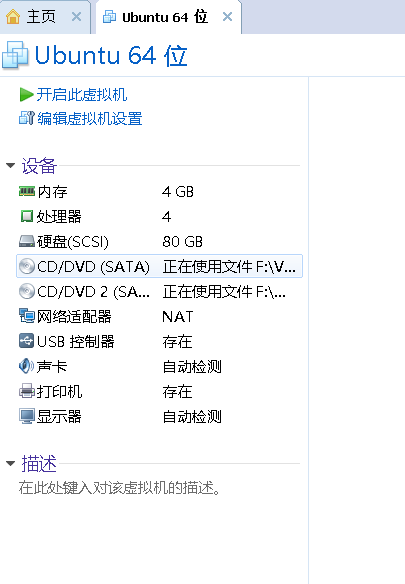 主页 Ubuntu 64 位
Ubuntu 64 位
开启此虚拟机
编辑虚拟机设置
设备
内存 4 GB
处理器 4
硬盘(SCSI) 80 GB
CD/DVD (SATA) 正在使用文件 F:\V...
CD/DVD 2 (SA... 正在使用文件 F:\...
网络适配器 NAT
USB 控制器 存在
声卡 自动检测
打印机 存在
显示器 自动检测
描述
在此处键入对该虚拟机的描述。